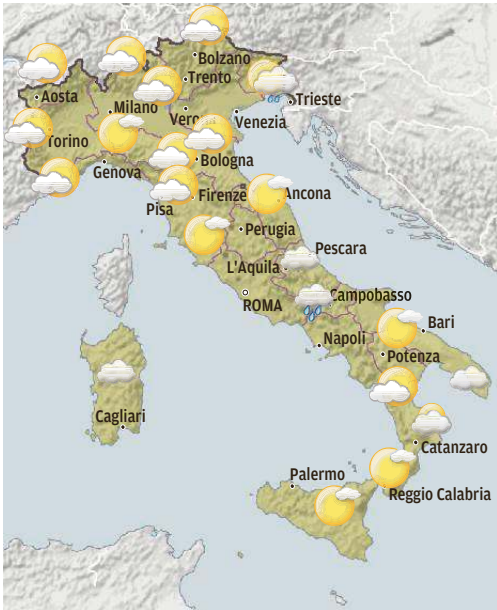 Bolzano
Trento
Aosta
Milano
Trieste
Venezia
Torino
Bologna
Genova
Firenze
Ancona
Pisa
Perugia
Pescara
L'Aquila
Campobasso
ROMA
Bari
Napoli
Potenza
Cagliari
Catanzaro
Palermo
Reggio Calabria